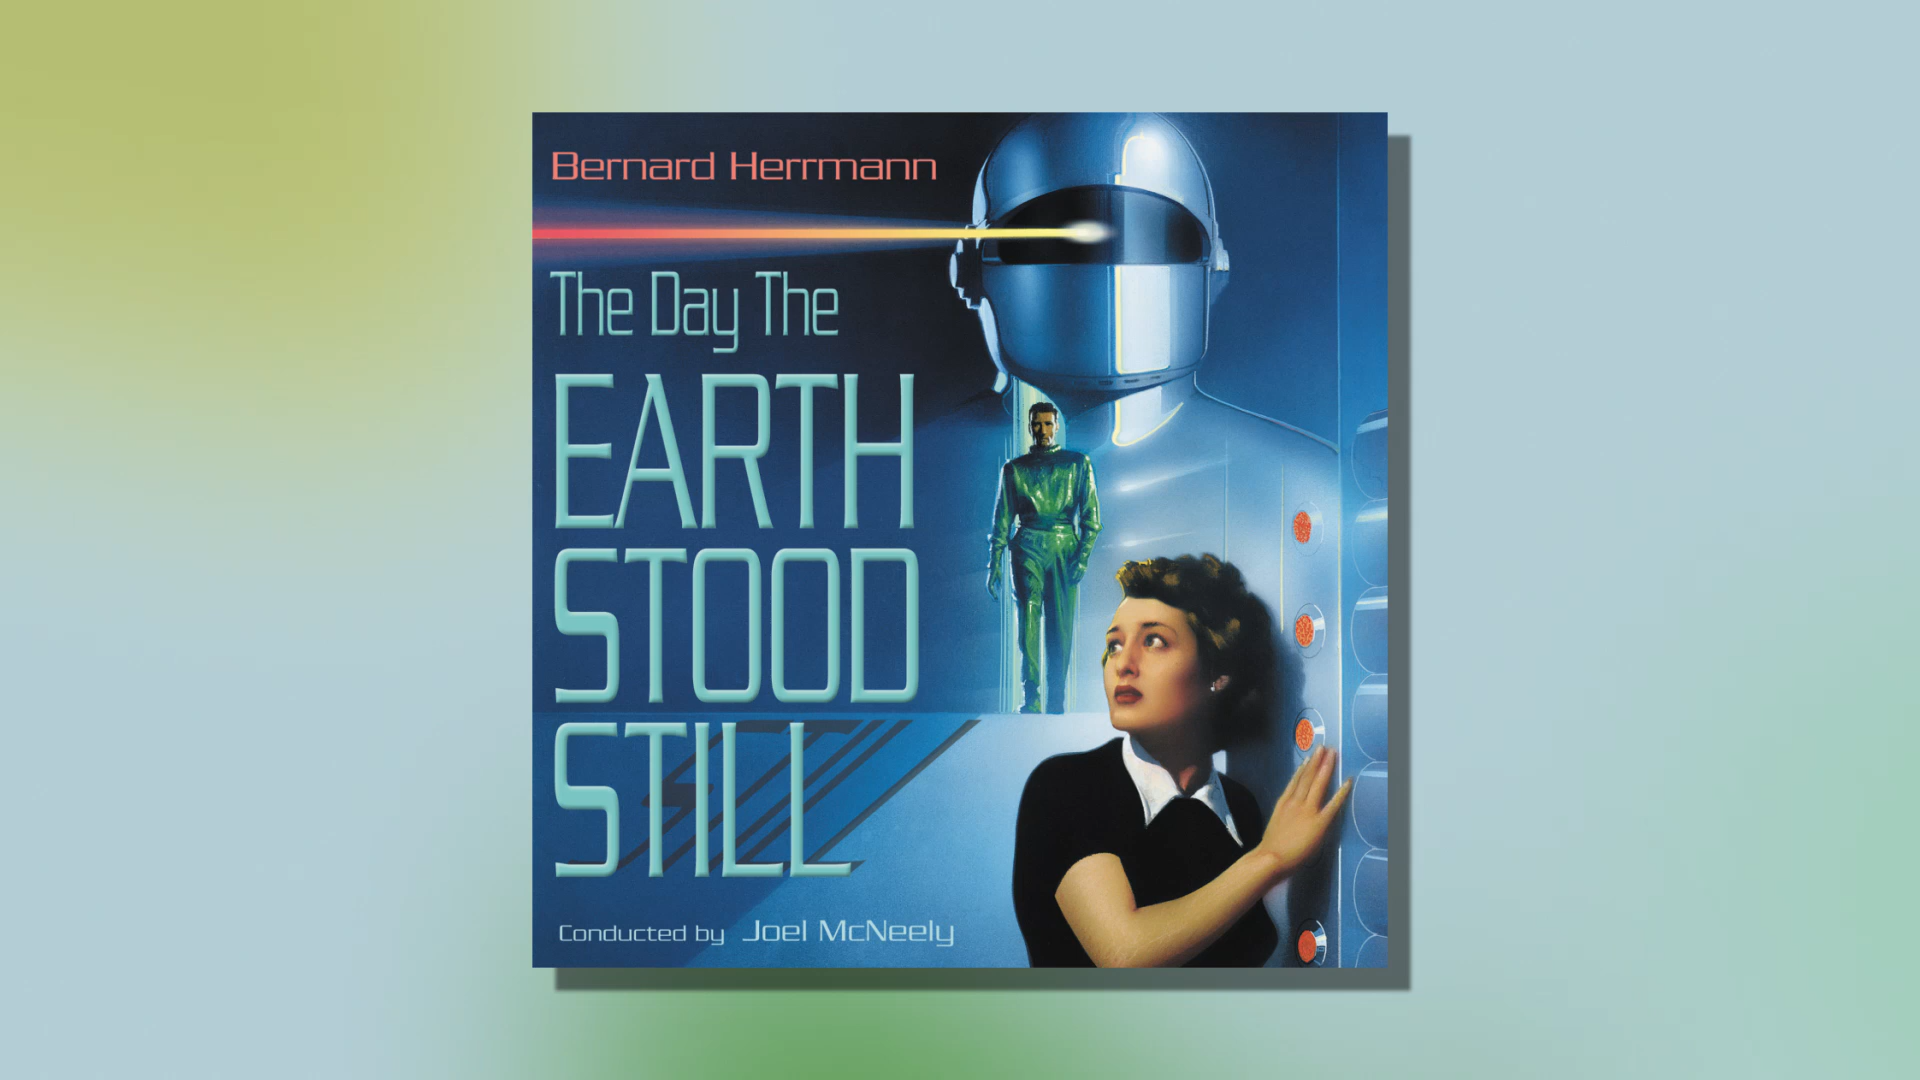 Bernard Herrmann
The Day The
EARTH
STOOD
STILL
Conducted by Joel McNeely